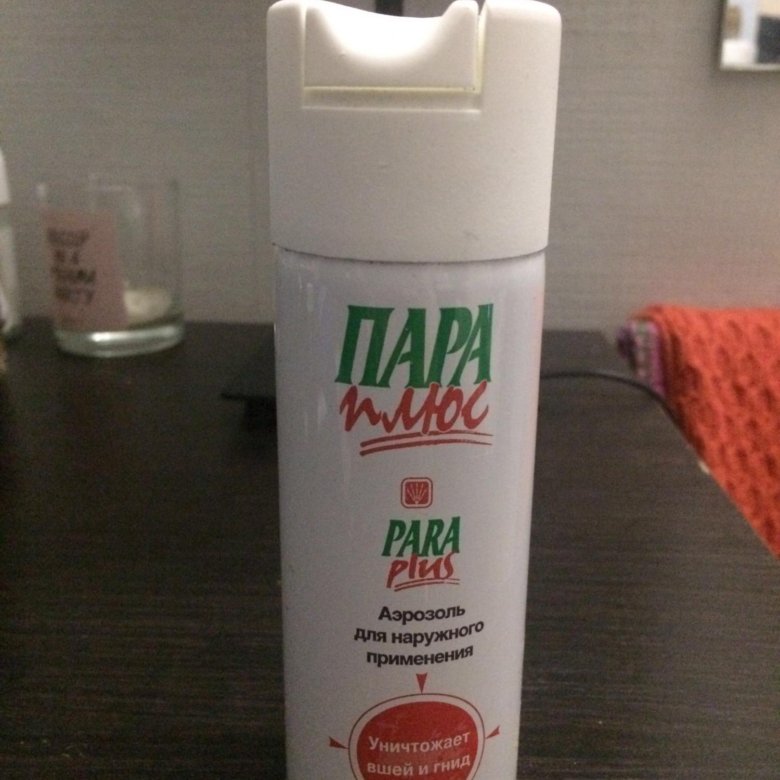 ПАРА
плюс
PARA
plus
Аэрозоль
для наружного
применения
Уничтожает
вшей и гнид